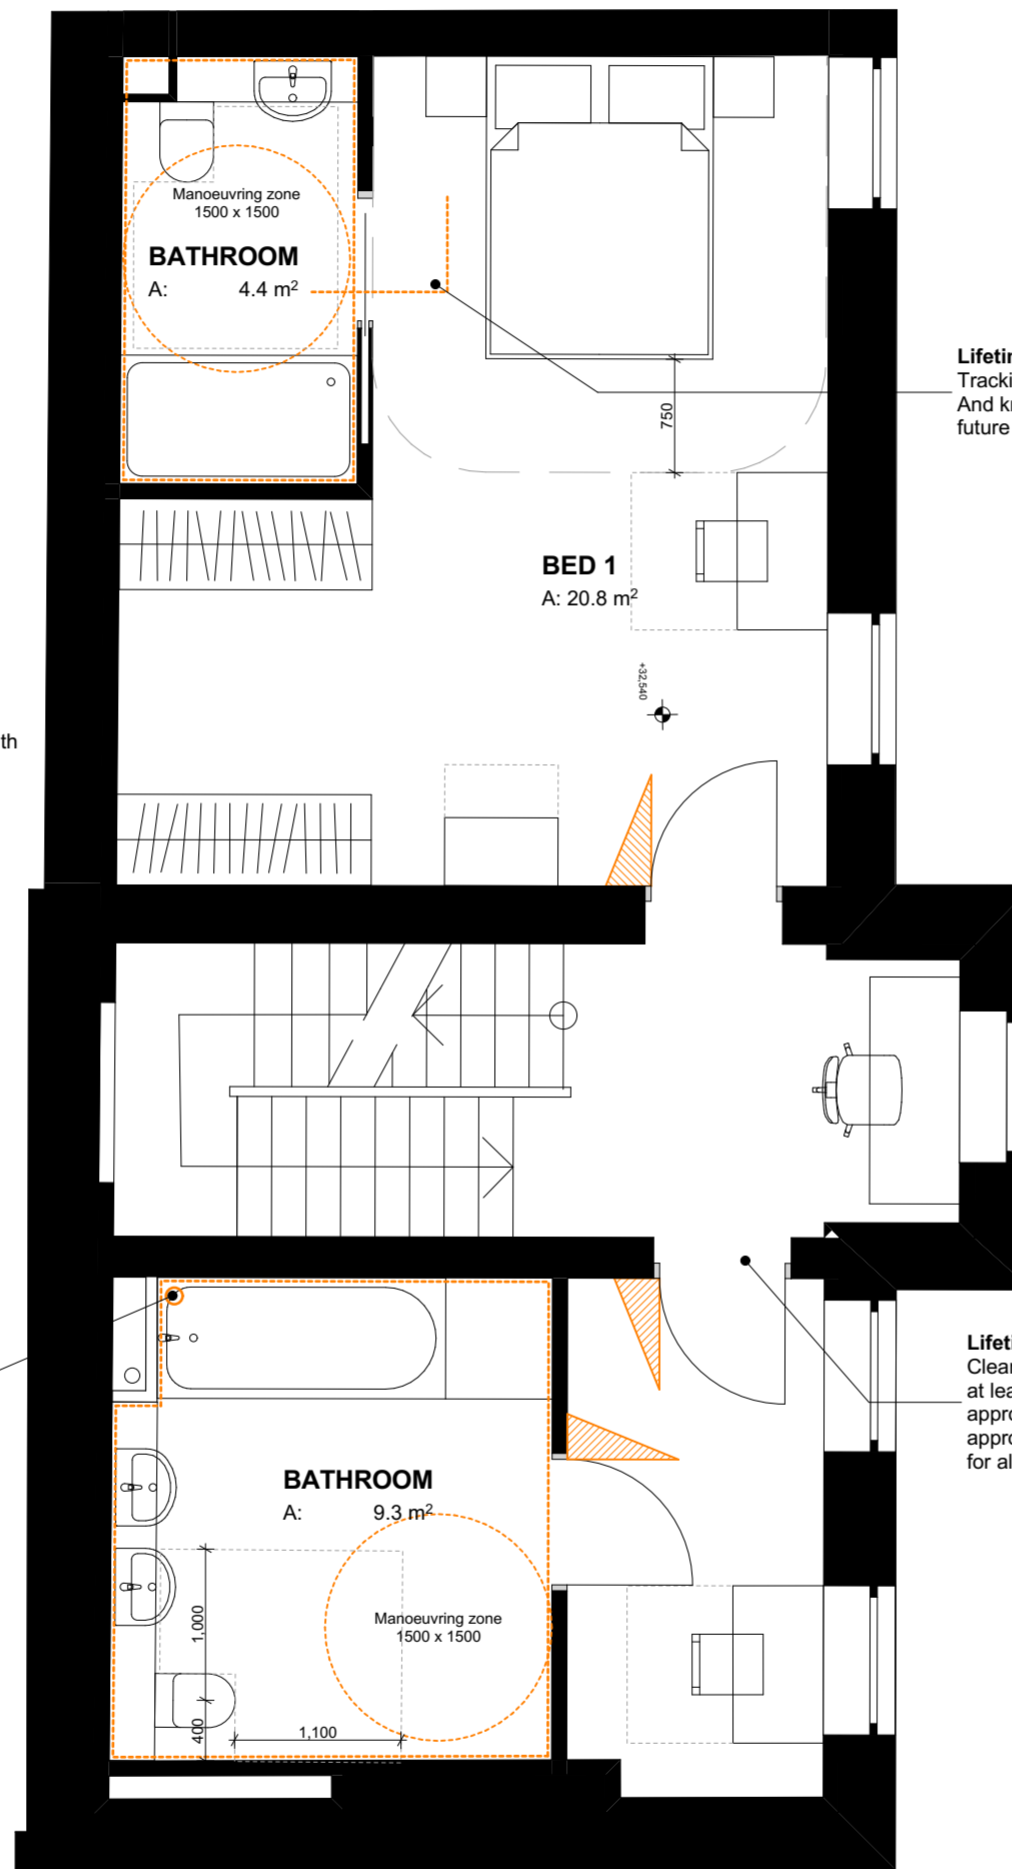 Manoeuvring zone
1500 x 1500
BATHROOM
A: 4.4 m²
750
BED 1
A: 20.8 m²
+32,540
th
Lifeti
Tracki
And k
future
BATHROOM
A: 9.3 m²
Manoeuvring zone
1500 x 1500
1,000
400
1,100
Lifeti
Clear
at lea
appro
appro
for al